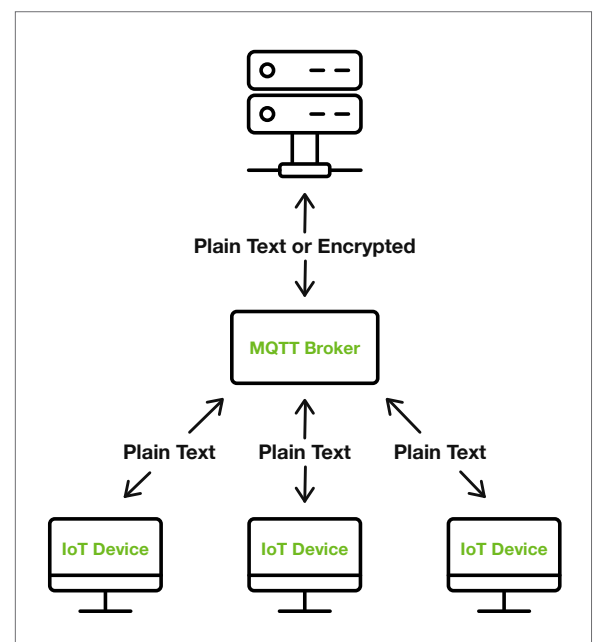 Plain Text or Encrypted
MQTT Broker
Plain Text
Plain Text
Plain Text
IoT Device
IoT Device
IoT Device